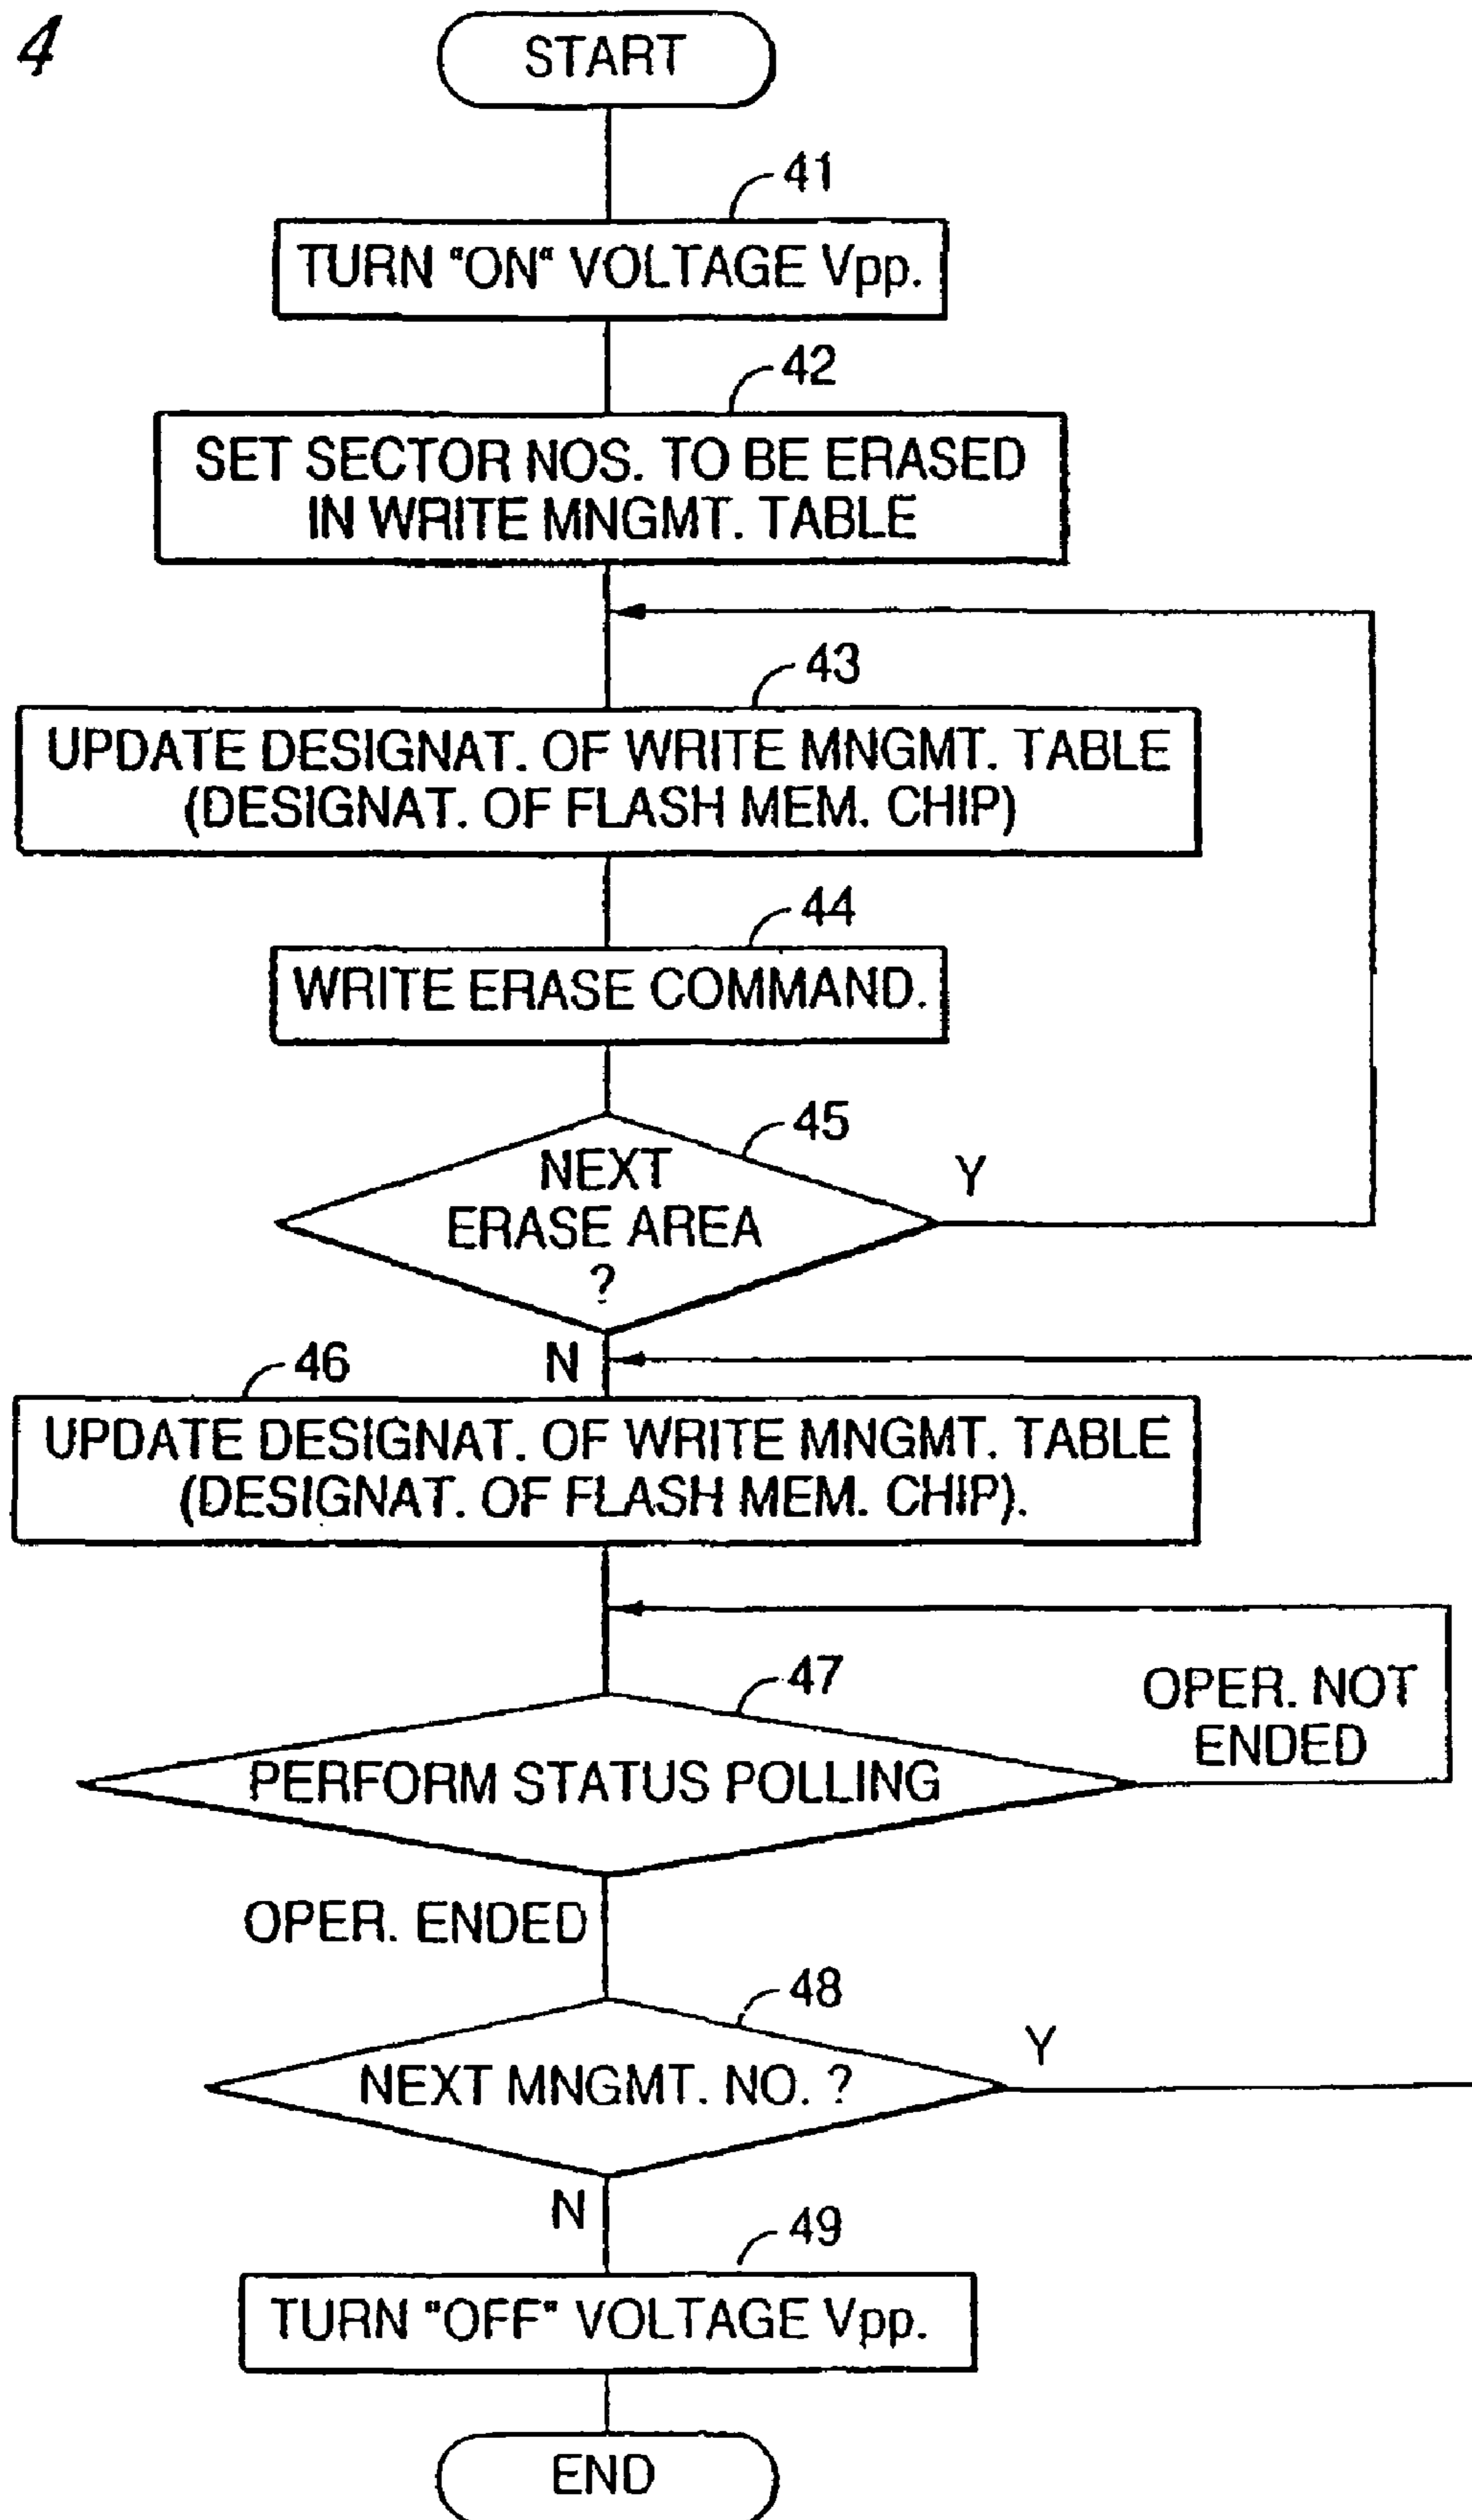 4
START
41
TURN "ON" VOLTAGE Vpp.
42
SET SECTOR NOS. TO BE ERASED
IN WRITE MNGMT. TABLE
43
UPDATE DESIGNAT. OF WRITE MNGMT. TABLE
(DESIGNAT. OF FLASH MEM. CHIP)
44
WRITE ERASE COMMAND.
45
NEXT
ERASE AREA
?
Y
N
46
UPDATE DESIGNAT. OF WRITE MNGMT. TABLE
(DESIGNAT. OF FLASH MEM. CHIP).
47
PERFORM STATUS POLLING
OPER. NOT
ENDED
OPER. ENDED
48
NEXT MNGMT. NO. ?
Y
N
49
TURN "OFF" VOLTAGE Vpp.
END